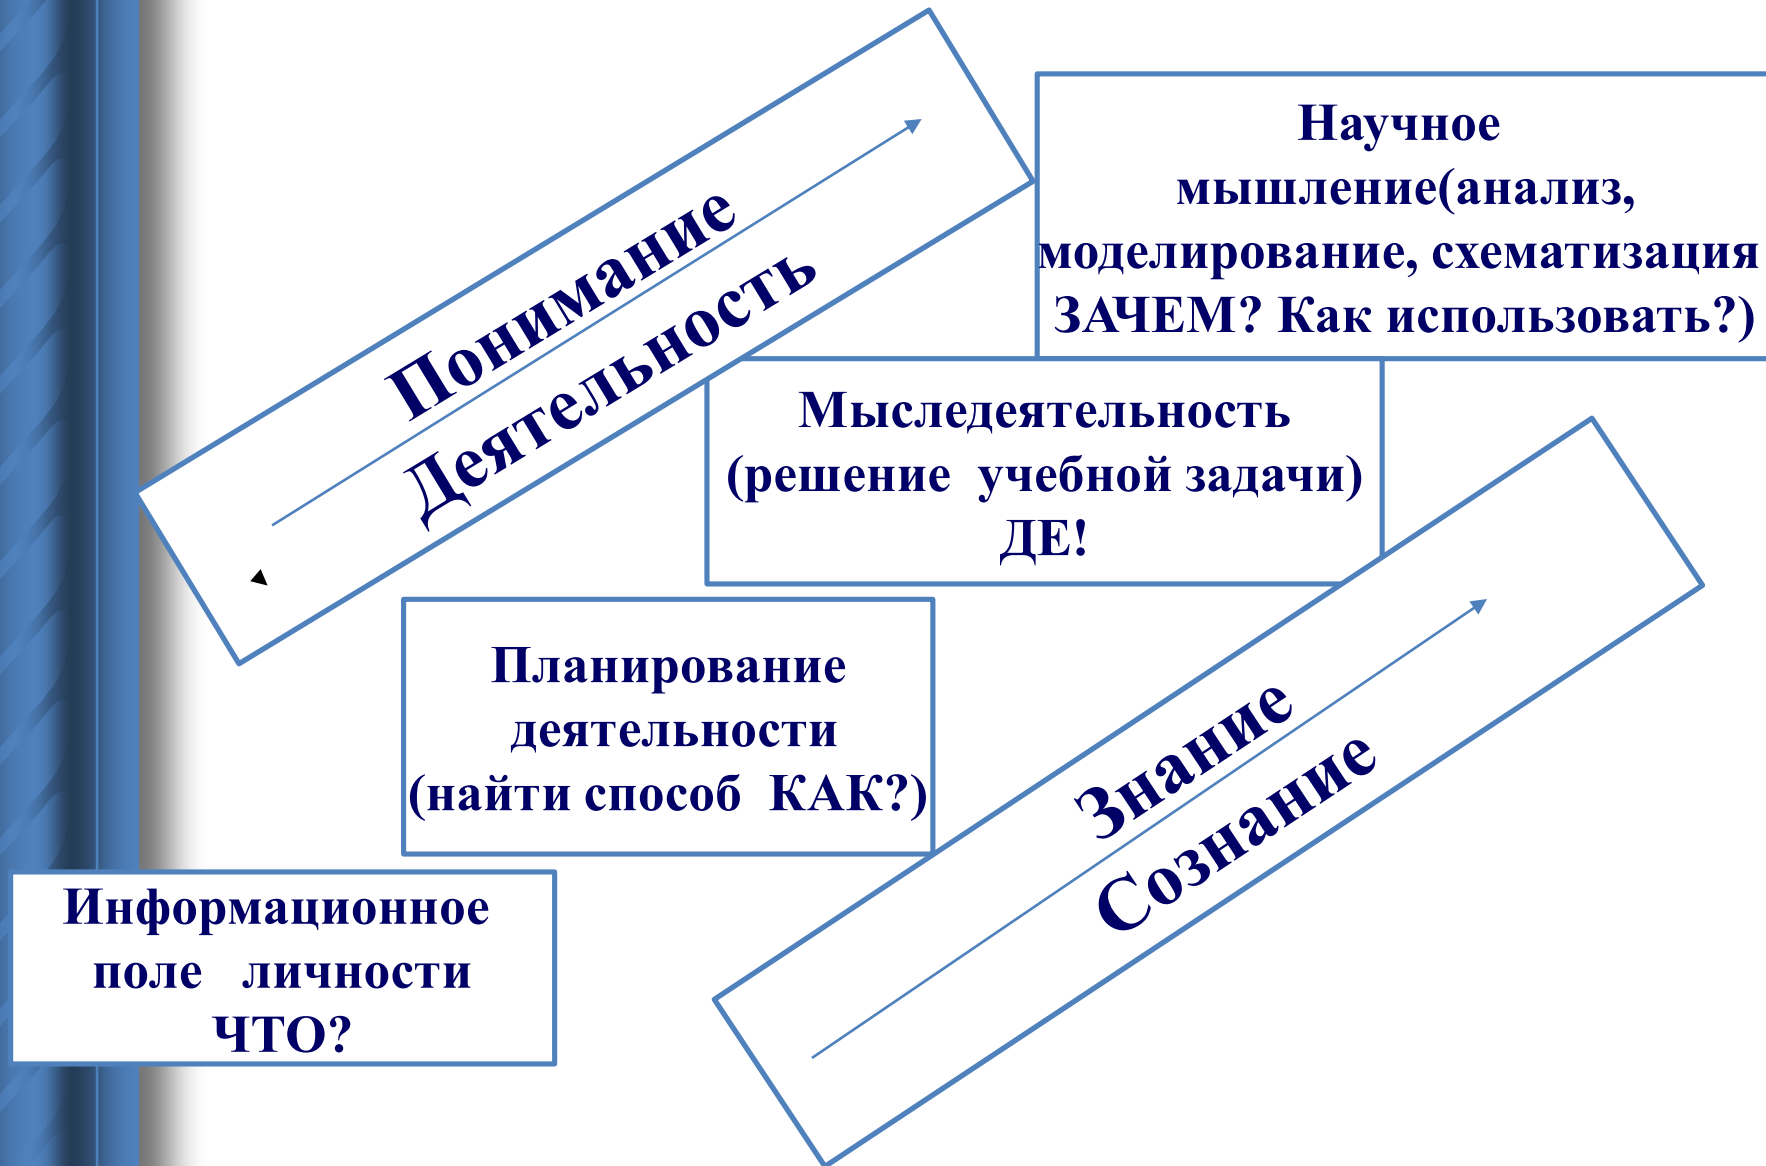 Понимание
Деятельность
Научное
мышление(анализ,
моделирование, схематизация
ЗАЧЕМ? Как использовать?)
Мыследеятельность
(решение  учебной задачи)
ДЕ!
Планирование
деятельности
(найти способ  КАК?)
Знание
Сознание
Информационное
поле   личности
ЧТО?